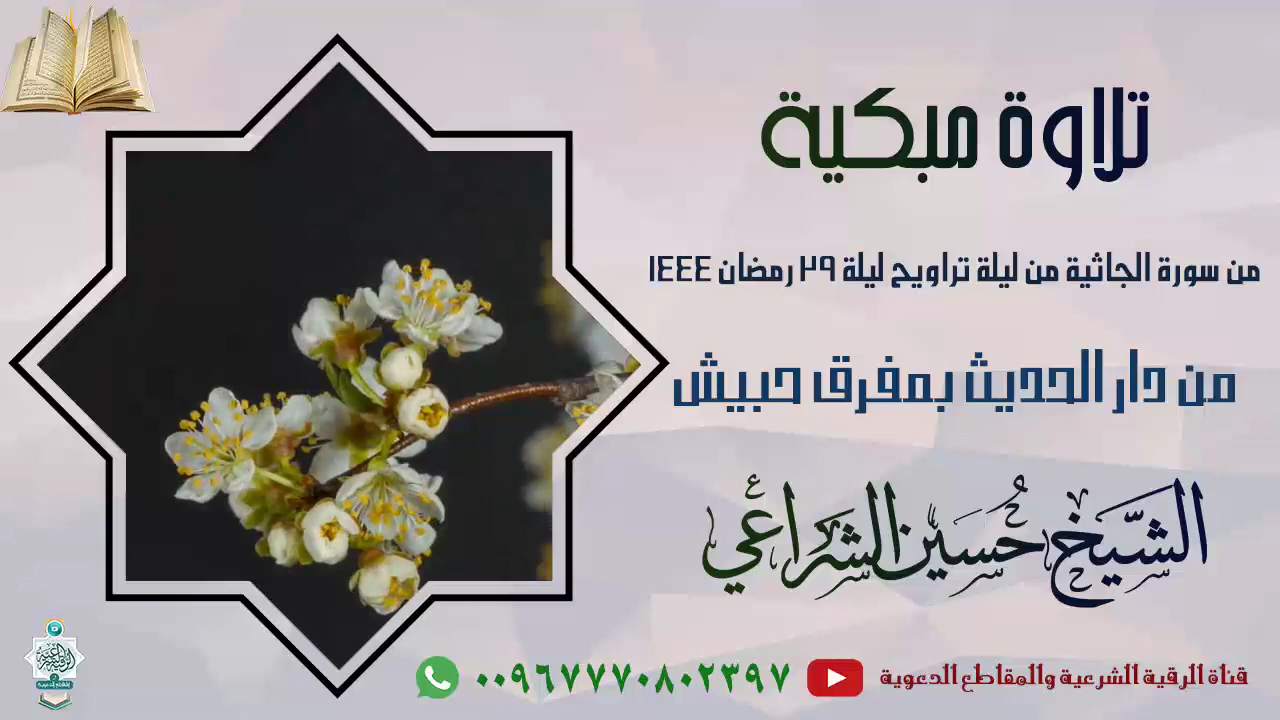 تلاوة مبكية
من سورة الجاثية من ليلة تراويح ليلة ٢٩ رمضان ١٤٤٤
من دار الحديث بمفرق حبيش
الشيخ حسين الشراعي
قناة الرقية الشرعية والمقاطع الدعوية
٠٠٩٦٧٧٧٠٨٠٢٣٩٧